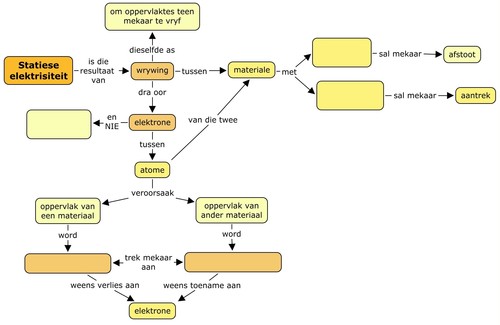 om oppervlaktes teen
mekaar te vryf
dieselfde as
Statiese
elektrisiteit
is die
resultaat
van
wrywing
tussen
materiale
met
sal mekaar
afstoot
sal mekaar
aantrek
dra oor
en
NIE
elektrone
van die twee
tussen
atome
veroorsaak
oppervlak van
een materiaal
oppervlak van
ander materiaal
word
word
trek mekaar
aan
weens verlies aan
weens toename aan
elektrone